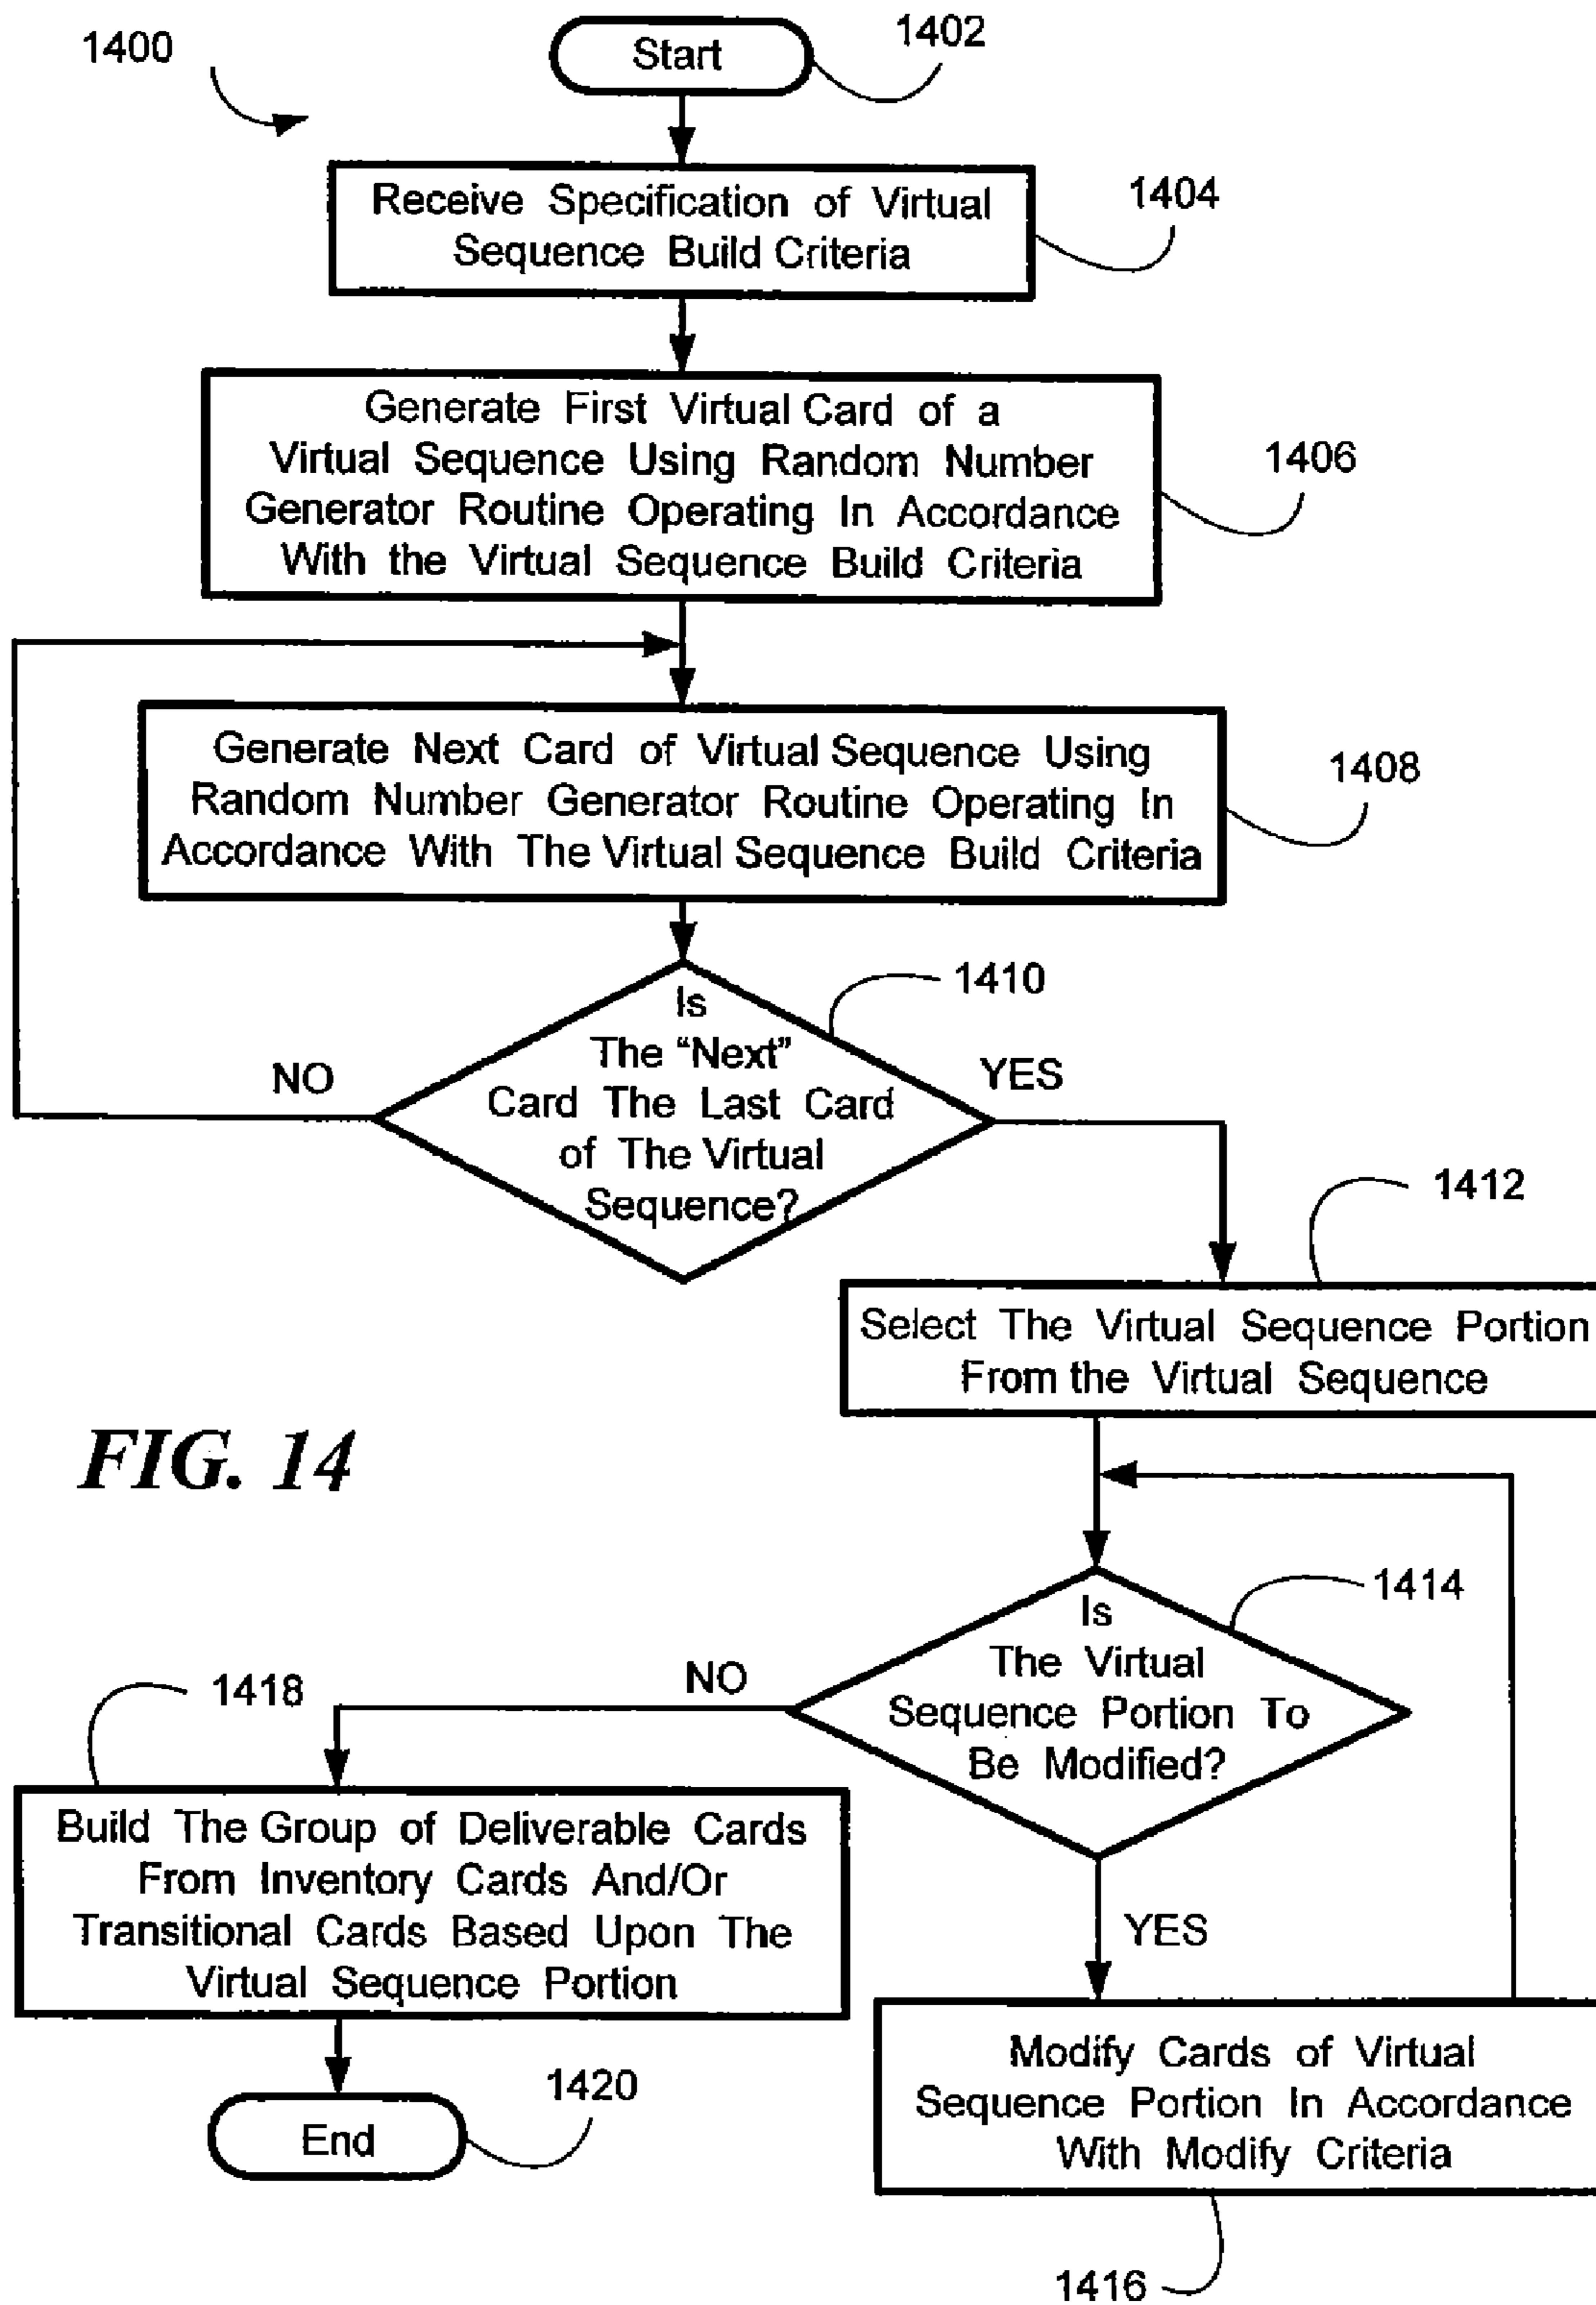 1400
Start
1402
Receive Specification of Virtual
Sequence Build Criteria
1404
Generate First Virtual Card of a
Virtual Sequence Using Random Number
Generator Routine Operating In Accordance
With the Virtual Sequence Build Criteria
1406
Generate Next Card of Virtual Sequence Using
Random Number Generator Routine Operating In
Accordance With The Virtual Sequence Build Criteria
1408
Is
The “Next”
Card The Last Card
of The Virtual
Sequence?
1410
NO
YES
1412
Select The Virtual Sequence Portion
From the Virtual Sequence
FIG. 14
Is
The Virtual
Sequence Portion To
Be Modified?
1414
NO
YES
1418
Build The Group of Deliverable Cards
From Inventory Cards And/Or
Transitional Cards Based Upon The
Virtual Sequence Portion
Modify Cards of Virtual
Sequence Portion In Accordance
With Modify Criteria
1416
End
1420